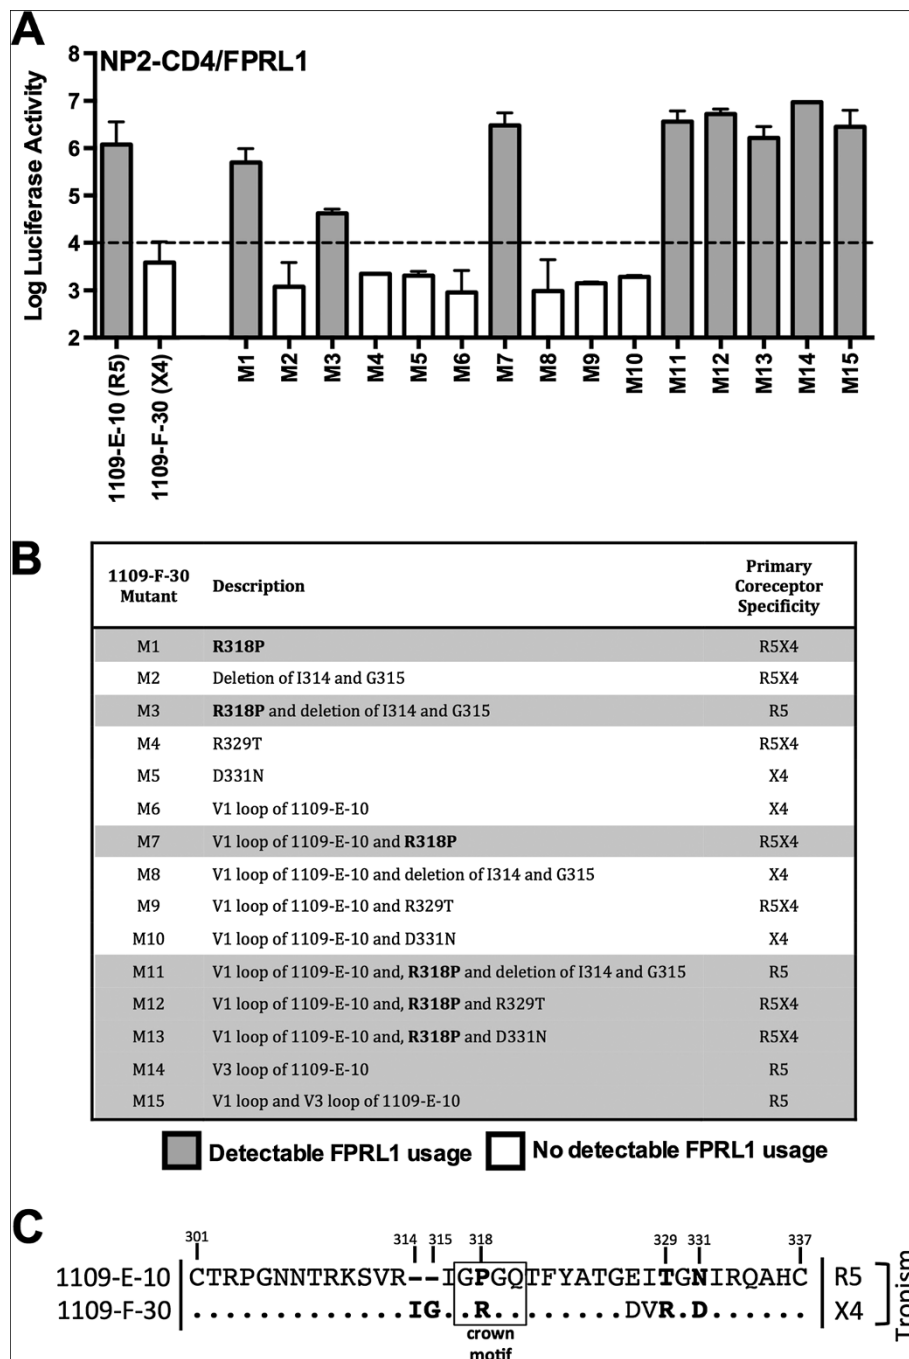 A
NP2-CD4/FPRL1
Log Luciferase Activity
8
7
6
5
4
3
2
1109-E-10 (R5)
1109-F-30 (X4)
M1
M2
M3
M4
M5
M6
M7
M8
M9
M10
M11
M12
M13
M14
M15
B
1109-F-30 Mutant Description Primary Coreceptor Specificity
M1 R318P R5X4
M2 Deletion of I314 and G315 R5X4
M3 R318P and deletion of I314 and G315 R5
M4 R329T R5X4
M5 D331N X4
M6 V1 loop of 1109-E-10 X4
M7 V1 loop of 1109-E-10 and R318P R5X4
M8 V1 loop of 1109-E-10 and deletion of I314 and G315 X4
M9 V1 loop of 1109-E-10 and R329T R5X4
M10 V1 loop of 1109-E-10 and D331N X4
M11 V1 loop of 1109-E-10 and, R318P and deletion of I314 and G315 R5
M12 V1 loop of 1109-E-10 and, R318P and R329T R5X4
M13 V1 loop of 1109-E-10 and, R318P and D331N R5X4
M14 V3 loop of 1109-E-10 R5
M15 V1 loop and V3 loop of 1109-E-10 R5
Detectable FPRL1 usage No detectable FPRL1 usage
C
301 314 315 318 329 331 337
1109-E-10 CTRPGNNTRKSVR--IGPGQTFYATGEITGNIRQAHC R5
1109-F-30 .............IG..R.......DVR.D...... X4
Tropism
crown
motif